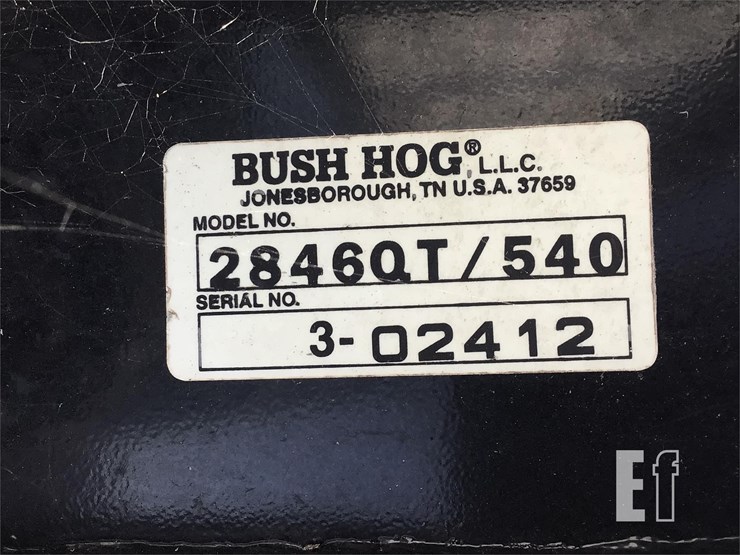 BUSH HOG®, L.L.C.
JONESBOROUGH, TN U.S.A. 37659
MODEL NO.
2846QT/540
SERIAL NO.
3-02412
Ef